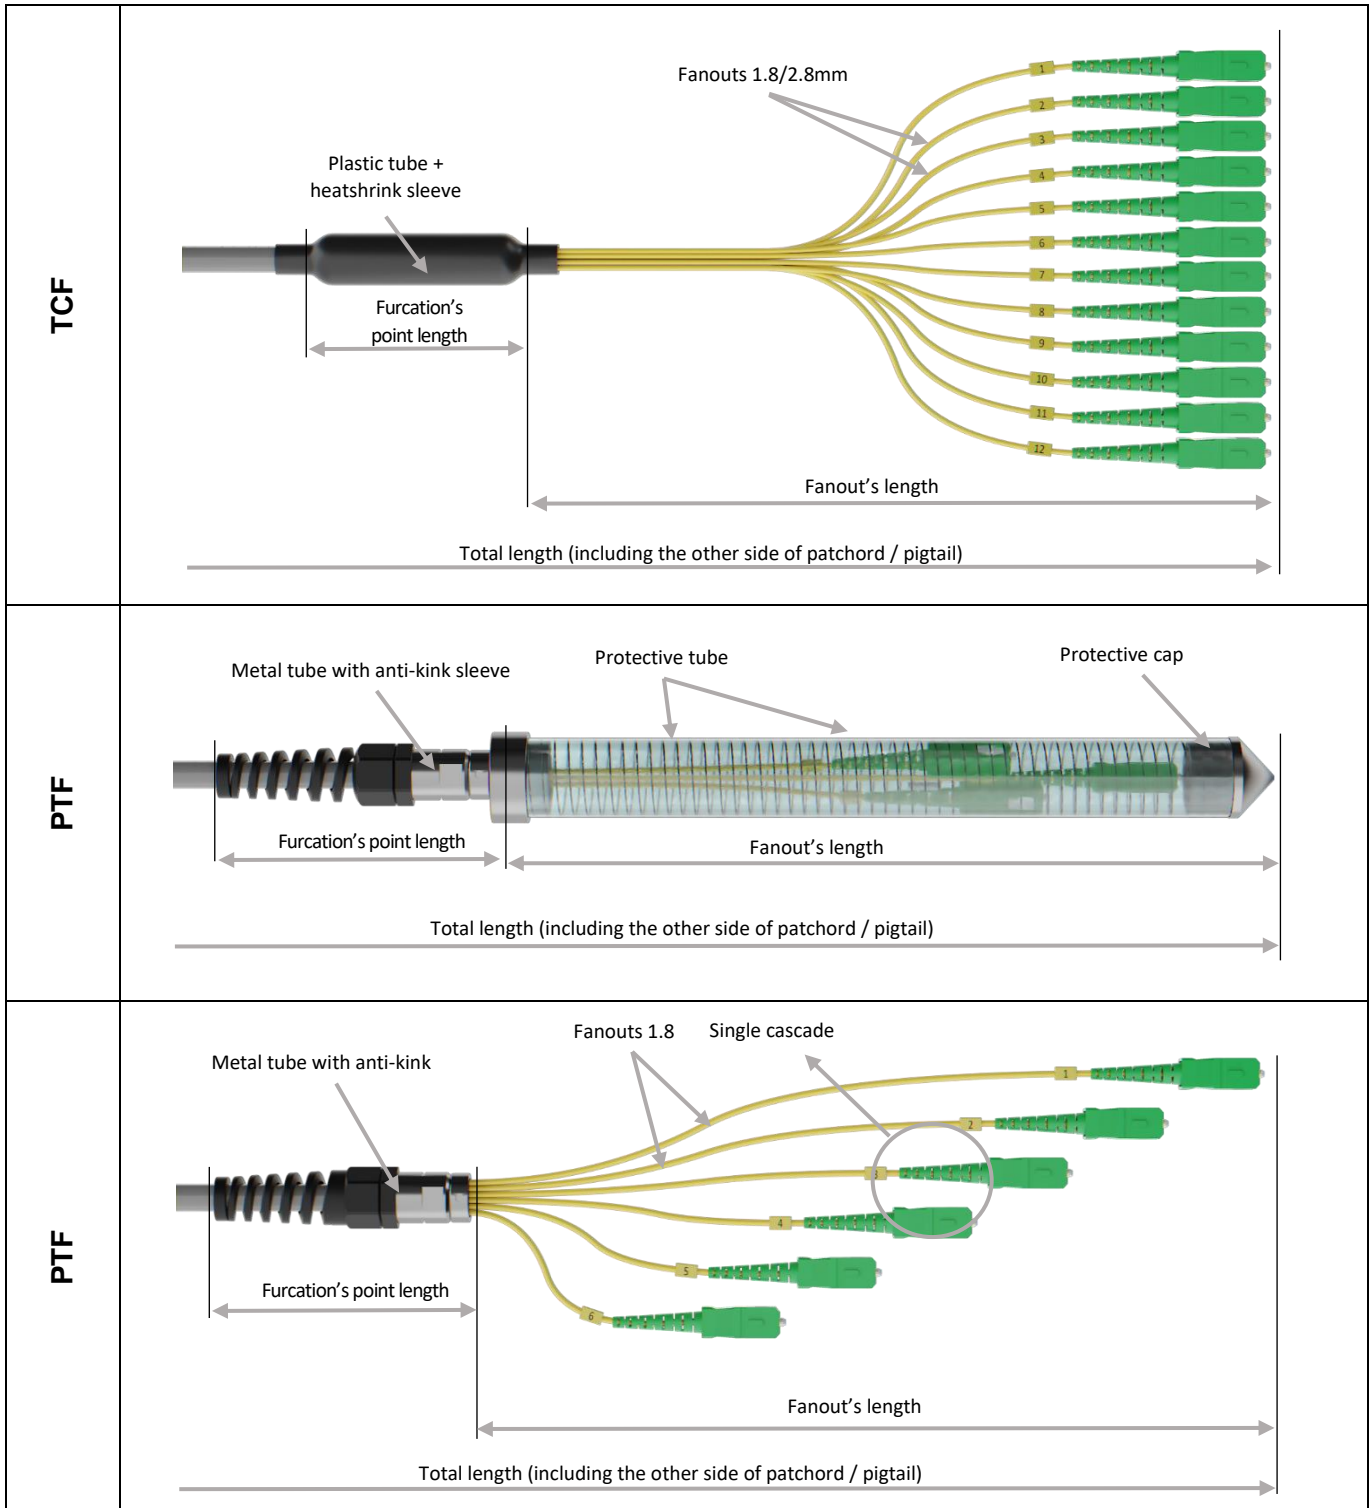 TCF
Fanouts 1.8/2.8mm
Plastic tube +
heatshrink sleeve
Furcation’s
point length
1
2
3
4
5
6
7
8
9
10
11
12
Fanout’s length
Total length (including the other side of patchord / pigtail)
PTF
Metal tube with anti-kink sleeve
Protective tube
Protective cap
Furcation’s point length
Fanout’s length
Total length (including the other side of patchord / pigtail)
PTF
Fanouts 1.8
Single cascade
Metal tube with anti-kink
1
2
3
4
5
6
Furcation’s point length
Fanout’s length
Total length (including the other side of patchord / pigtail)